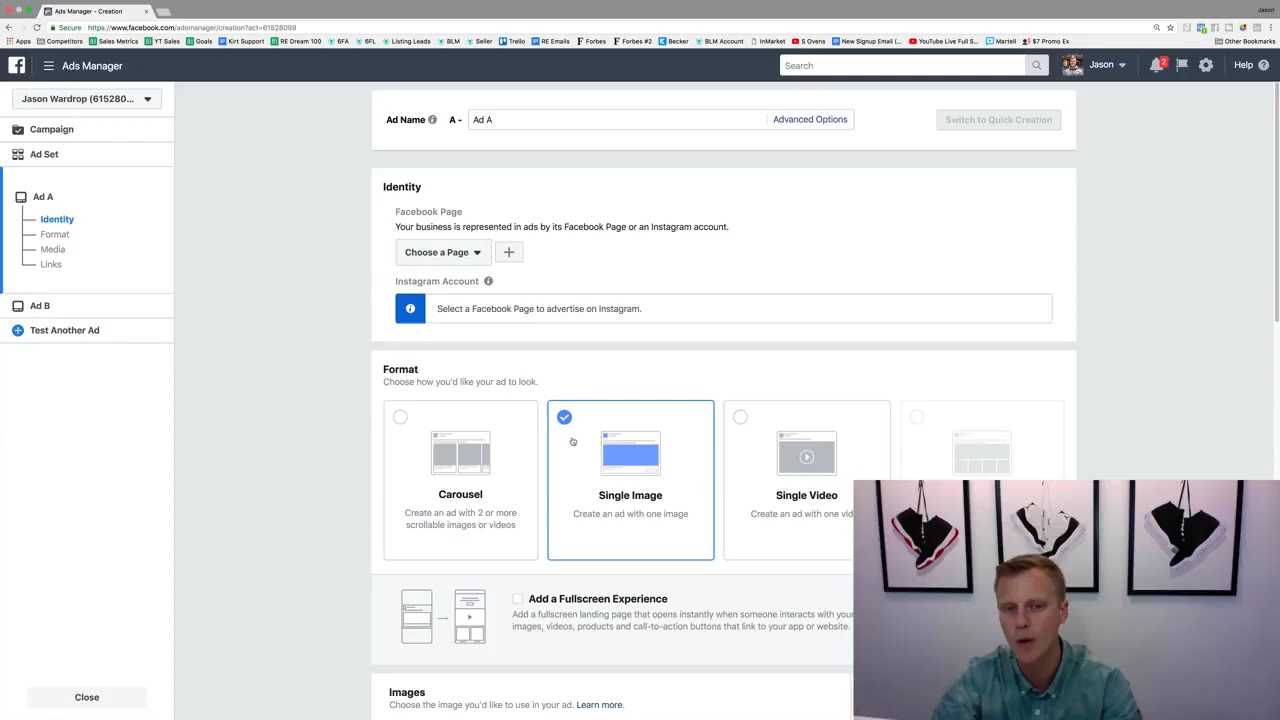 Ads Manager - Creation
Jason
Secure https://www.facebook.com/adsmanager/creation?act=61528099
Apps Competitors Sales Metrics YT Sales Goals Kirt Support RE Dream 100 6FA 6FL Listing Leads BLM Seller Trello RE Emails Forbes Forbes #2 Becker BLM Account InMarket S Ovens New Signup Email ( YouTube Live Full S... Martell $7 Promo Ex Other Bookmarks
Ads Manager
Search
Jason
2
Help
Jason Wardrop (615280...
Campaign
Ad Set
Ad A
Identity
Format
Media
Links
Ad B
Test Another Ad
Close
Ad Name A - Ad A Advanced Options
Switch to Quick Creation
Identity
Facebook Page
Your business is represented in ads by its Facebook Page or an Instagram account.
Choose a Page
Instagram Account
Select a Facebook Page to advertise on Instagram.
Format
Choose how you'd like your ad to look.
Carousel
Create an ad with 2 or more
scrollable images or videos
Single Image
Create an ad with one image
Single Video
Create an ad with one vid
Add a Fullscreen Experience
Add a fullscreen landing page that opens instantly when someone interacts with your
images, videos, products and call-to-action buttons that link to your app or website.
Images
Choose the image you'd like to use in your ad. Learn more.